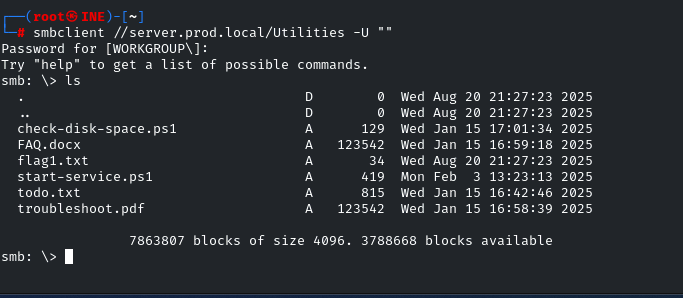 ┌──(root㉿INE)-[~]
└─# smbclient //server.prod.local/Utilities -U ""
Password for [WORKGROUP\]:
Try "help" to get a list of possible commands.
smb: \> ls
  .                                   D        0  Wed Aug 20 21:27:23 2025
  ..                                  D        0  Wed Aug 20 21:27:23 2025
  check-disk-space.ps1                A      129  Wed Jan 15 17:01:34 2025
  FAQ.docx                            A   123542  Wed Jan 15 16:59:18 2025
  flag1.txt                           A       34  Wed Aug 20 21:27:23 2025
  start-service.ps1                   A      419  Mon Feb  3 13:23:13 2025
  todo.txt                            A      815  Wed Jan 15 16:42:46 2025
  troubleshoot.pdf                    A   123542  Wed Jan 15 16:58:39 2025
                7863807 blocks of size 4096. 3788668 blocks available
smb: \>